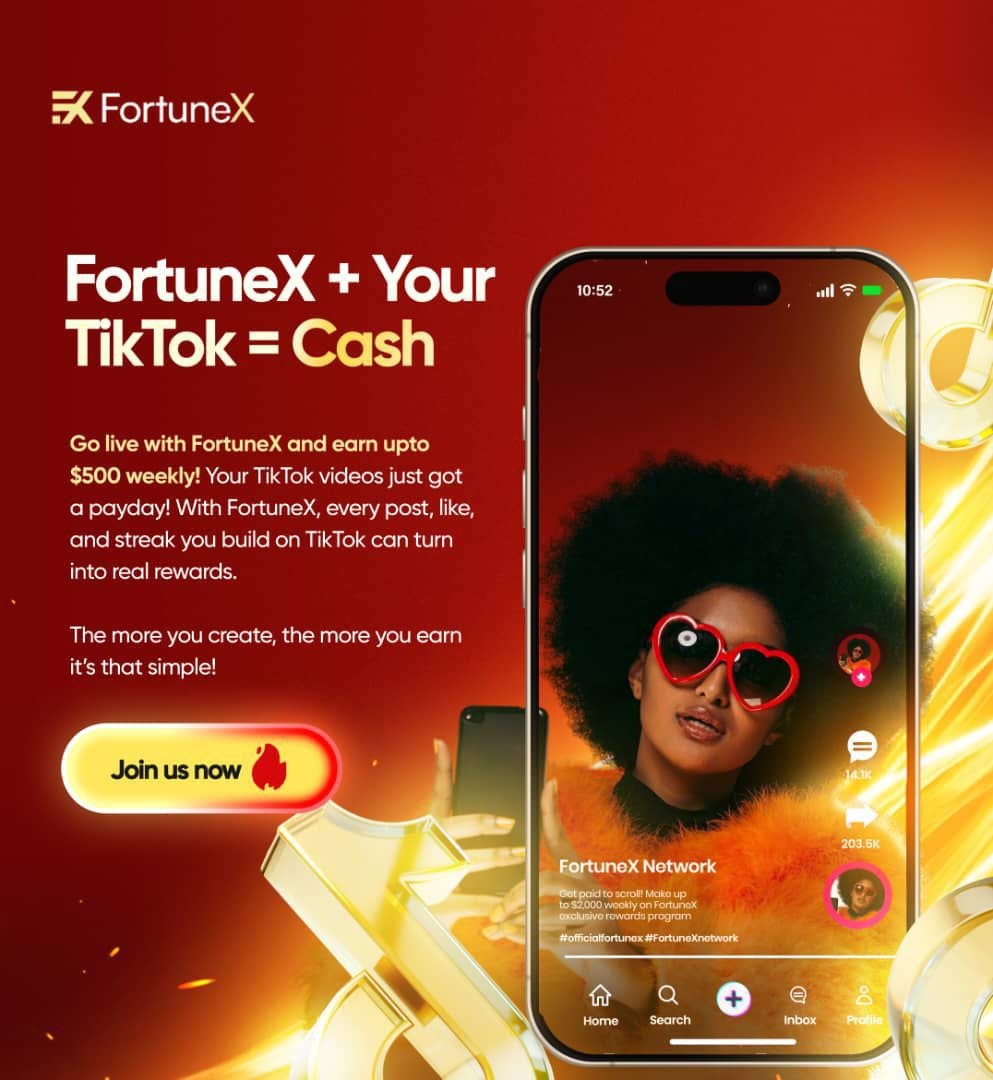 FortuneX
FortuneX + Your
TikTok = Cash
Go live with FortuneX and earn upto
$500 weekly! Your TikTok videos just got
a payday! With FortuneX, every post, like,
and streak you build on TikTok can turn
into real rewards.
The more you create, the more you earn
it's that simple!
Join us now
10:52
14.1K
203.5K
FortuneX Network
Get paid to scroll! Make up
to $2,000 weekly on FortuneX
exclusive rewards program
#officialfortunex #FortuneXnetwork
Home Search Inbox Profile